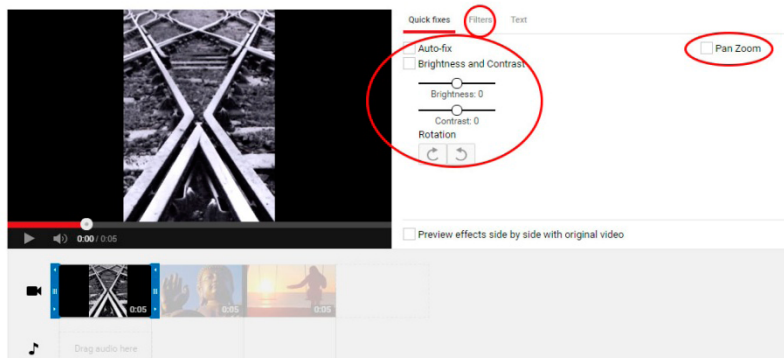 Quick fixes Filters Text
Auto-fix
Pan Zoom
Brightness and Contrast
Brightness: 0
Contrast: 0
Rotation
0:00 / 0:05
Preview effects side by side with original video
0:05 0:05 0:05
Drag audio here